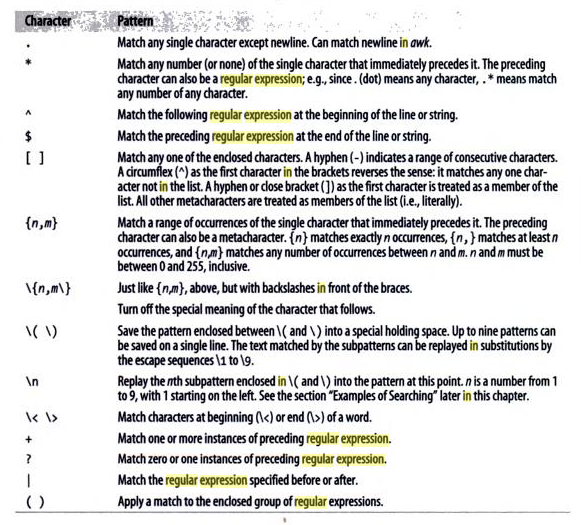 Character Pattern
. Match any single character except newline. Can match newline in awk.
* Match any number (or none) of the single character that immediately precedes it. The preceding
character can also be a regular expression; e.g., since . (dot) means any character, .* means match
any number of any character.
^ Match the following regular expression at the beginning of the line or string.
$ Match the preceding regular expression at the end of the line or string.
[ ] Match any one of the enclosed characters. A hyphen (-) indicates a range of consecutive characters.
A circumflex (^) as the first character in the brackets reverses the sense: it matches any one char-
acter not in the list. A hyphen or close bracket (]) as the first character is treated as a member of the
list. All other metacharacters are treated as members of the list (i.e., literally).
{n,m} Match a range of occurrences of the single character that immediately precedes it. The preceding
character can also be a metacharacter. {n} matches exactly n occurrences, {n,} matches at least n
occurrences, and {n,m} matches any number of occurrences between n and m. n and m must be
between 0 and 255, inclusive.
\{n,m\} Just like {n,m}, above, but with backslashes in front of the braces.
Turn off the special meaning of the character that follows.
\( \) Save the pattern enclosed between \( and \) into a special holding space. Up to nine patterns can
be saved on a single line. The text matched by the subpatterns can be replayed in substitutions by
the escape sequences \1 to \9.
\n Replay the nth subpattern enclosed in \( and \) into the pattern at this point. n is a number from 1
to 9, with 1 starting on the left. See the section “Examples of Searching” later in this chapter.
\< \> Match characters at beginning (\<) or end (\>) of a word.
+ Match one or more instances of preceding regular expression.
? Match zero or one instances of preceding regular expression.
| Match the regular expression specified before or after.
( ) Apply a match to the enclosed group of regular expressions.